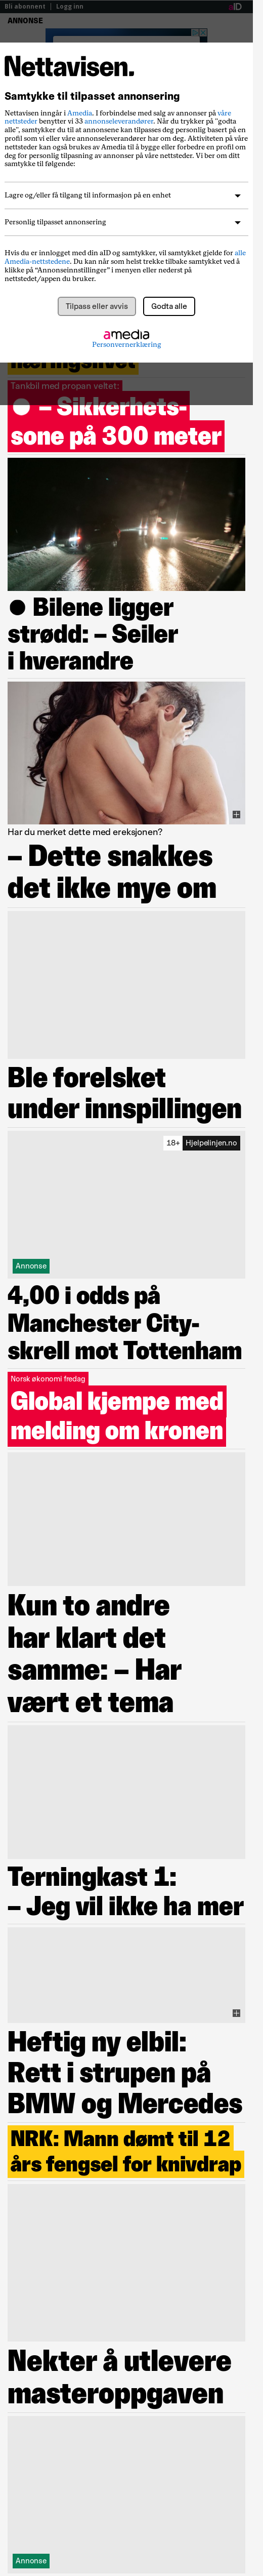 Bli abonnent | Logg inn
aID
ANNONSE
Nettavisen.
Samtykke til tilpasset annonsering
Nettavisen inngår i Amedia. I forbindelse med salg av annonser på våre
nettsteder benytter vi 33 annonseleverandører. Når du trykker på "godta
alle", samtykker du til at annonsene kan tilpasses deg personlig basert på en
profil vi eller våre annonseleverandører har om deg. Aktiviteten på våre
nettsteder kan også brukes av Amedia til å bygge eller forbedre en profil om
deg for personlig tilpasning av annonser på våre nettsteder. Vi ber om ditt
samtykke til følgende:
Lagre og/eller få tilgang til informasjon på en enhet
Personlig tilpasset annonsering
Hvis du er innlogget med din aID og samtykker, vil samtykket gjelde for alle
Amedia-nettstedene. Du kan når som helst trekke tilbake samtykket ved å
klikke på “Annonseinnstillinger” i menyen eller nederst på
nettstedet/appen du bruker.
Tilpass eller avvis
Godta alle
amedia
Personvernerklæring
næringslivet
Tankbil med propan veltet:
– Sikkerhets-
sone på 300 meter
Bilene ligger
strødd: – Seiler
i hverandre
Har du merket dette med ereksjonen?
– Dette snakkes
det ikke mye om
Ble forelsket
under innspillingen
18+ Hjelpelinjen.no
Annonse
4,00 i odds på
Manchester City-
skrell mot Tottenham
Norsk økonomi fredag
Global kjempe med
melding om kronen
Kun to andre
har klart det
samme: – Har
vært et tema
Terningkast 1:
– Jeg vil ikke ha mer
Heftig ny elbil:
Rett i strupen på
BMW og Mercedes
NRK: Mann dømt til 12
års fengsel for knivdrap
Nekter å utlevere
masteroppgaven
Annonse